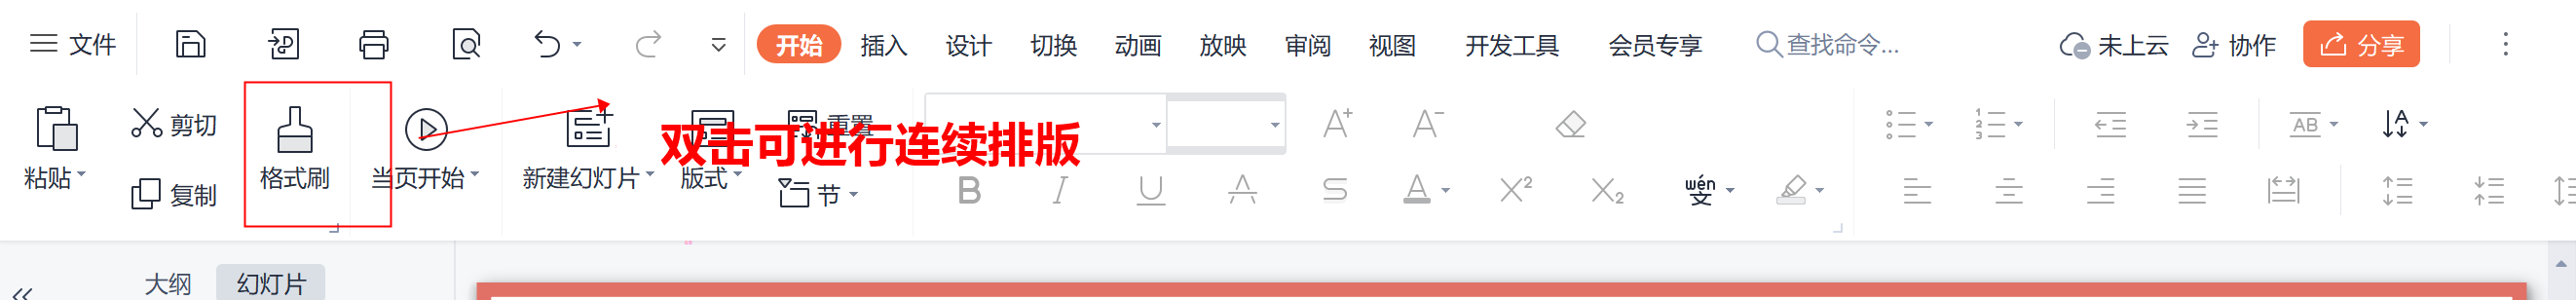 文件 开始 插入 设计 切换 动画 放映 审阅 视图 开发工具 会员专享 查找命令... 未上云 协作 分享
剪切 重置
双击可进行连续排版
粘贴 格式刷 当页开始 新建幻灯片 版式
复制 节 B I U A S A X² X₂ wén 文
大纲 幻灯片